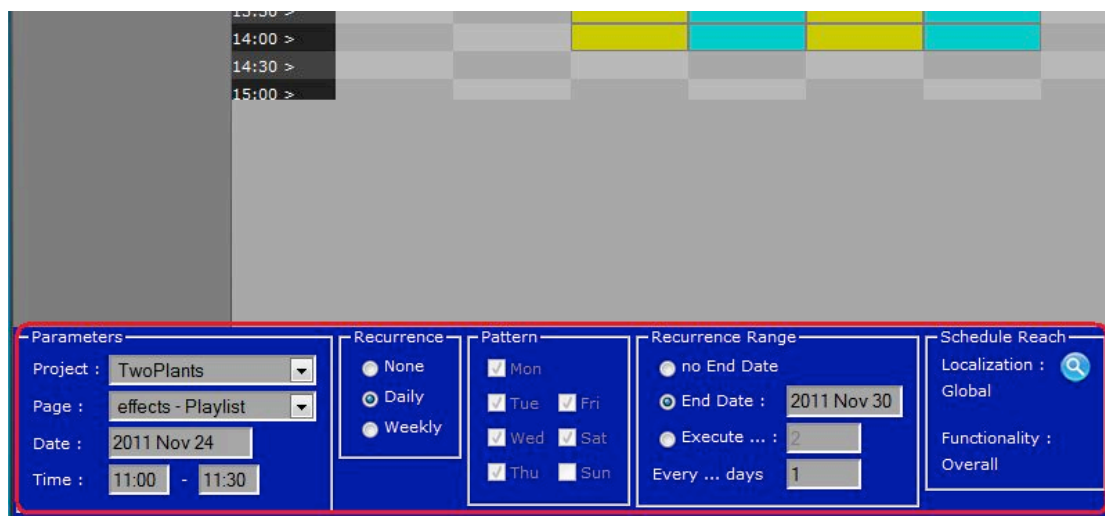 13:30 >
14:00 >
14:30 >
15:00 >
Parameters
Project : TwoPlants
Page : effects - Playlist
Date : 2011 Nov 24
Time : 11:00 - 11:30
Recurrence
None
Daily
Weekly
Pattern
Mon
Tue Fri
Wed Sat
Thu Sun
Recurrence Range
no End Date
End Date : 2011 Nov 30
Execute ... : 2
Every ... days 1
Schedule Reach
Localization :
Global
Functionality :
Overall